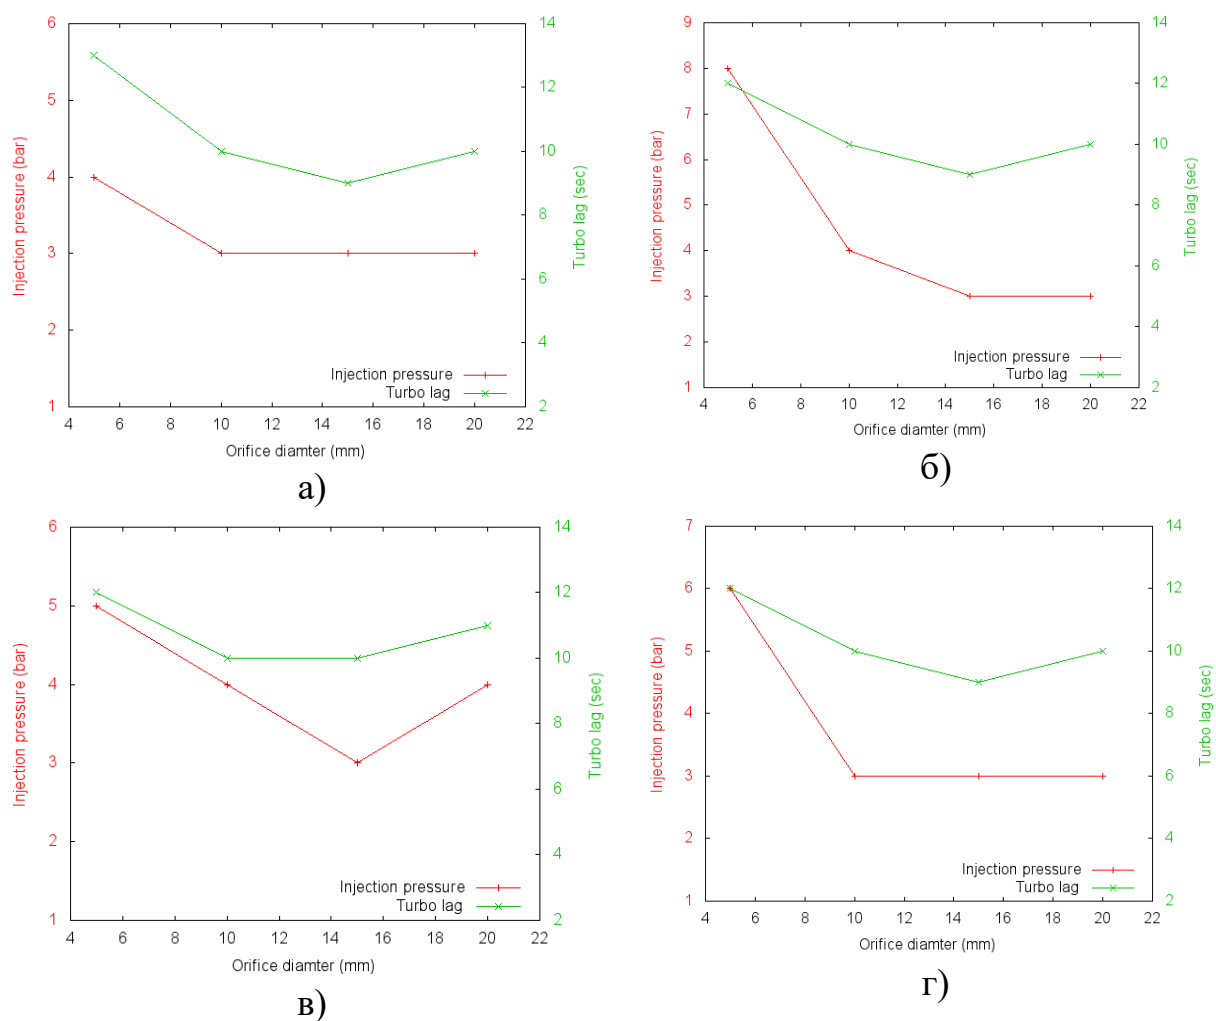 6
5
4
3
2
1
14
12
10
8
6
4
2
Injection pressure (bar)
Turbo lag (sec)
Injection pressure
Turbo lag
4 6 8 10 12 14 16 18 20 22
Orifice diamter (mm)
а)
9
8
7
6
5
4
3
2
1
14
12
10
8
6
4
2
Injection pressure (bar)
Turbo lag (sec)
Injection pressure
Turbo lag
4 6 8 10 12 14 16 18 20 22
Orifice diamter (mm)
б)
6
5
4
3
2
1
14
12
10
8
6
4
2
Injection pressure (bar)
Turbo lag (sec)
Injection pressure
Turbo lag
4 6 8 10 12 14 16 18 20 22
Orifice diamter (mm)
в)
7
6
5
4
3
2
1
14
12
10
8
6
4
2
Injection pressure (bar)
Turbo lag (sec)
Injection pressure
Turbo lag
4 6 8 10 12 14 16 18 20 22
Orifice diamter (mm)
г)